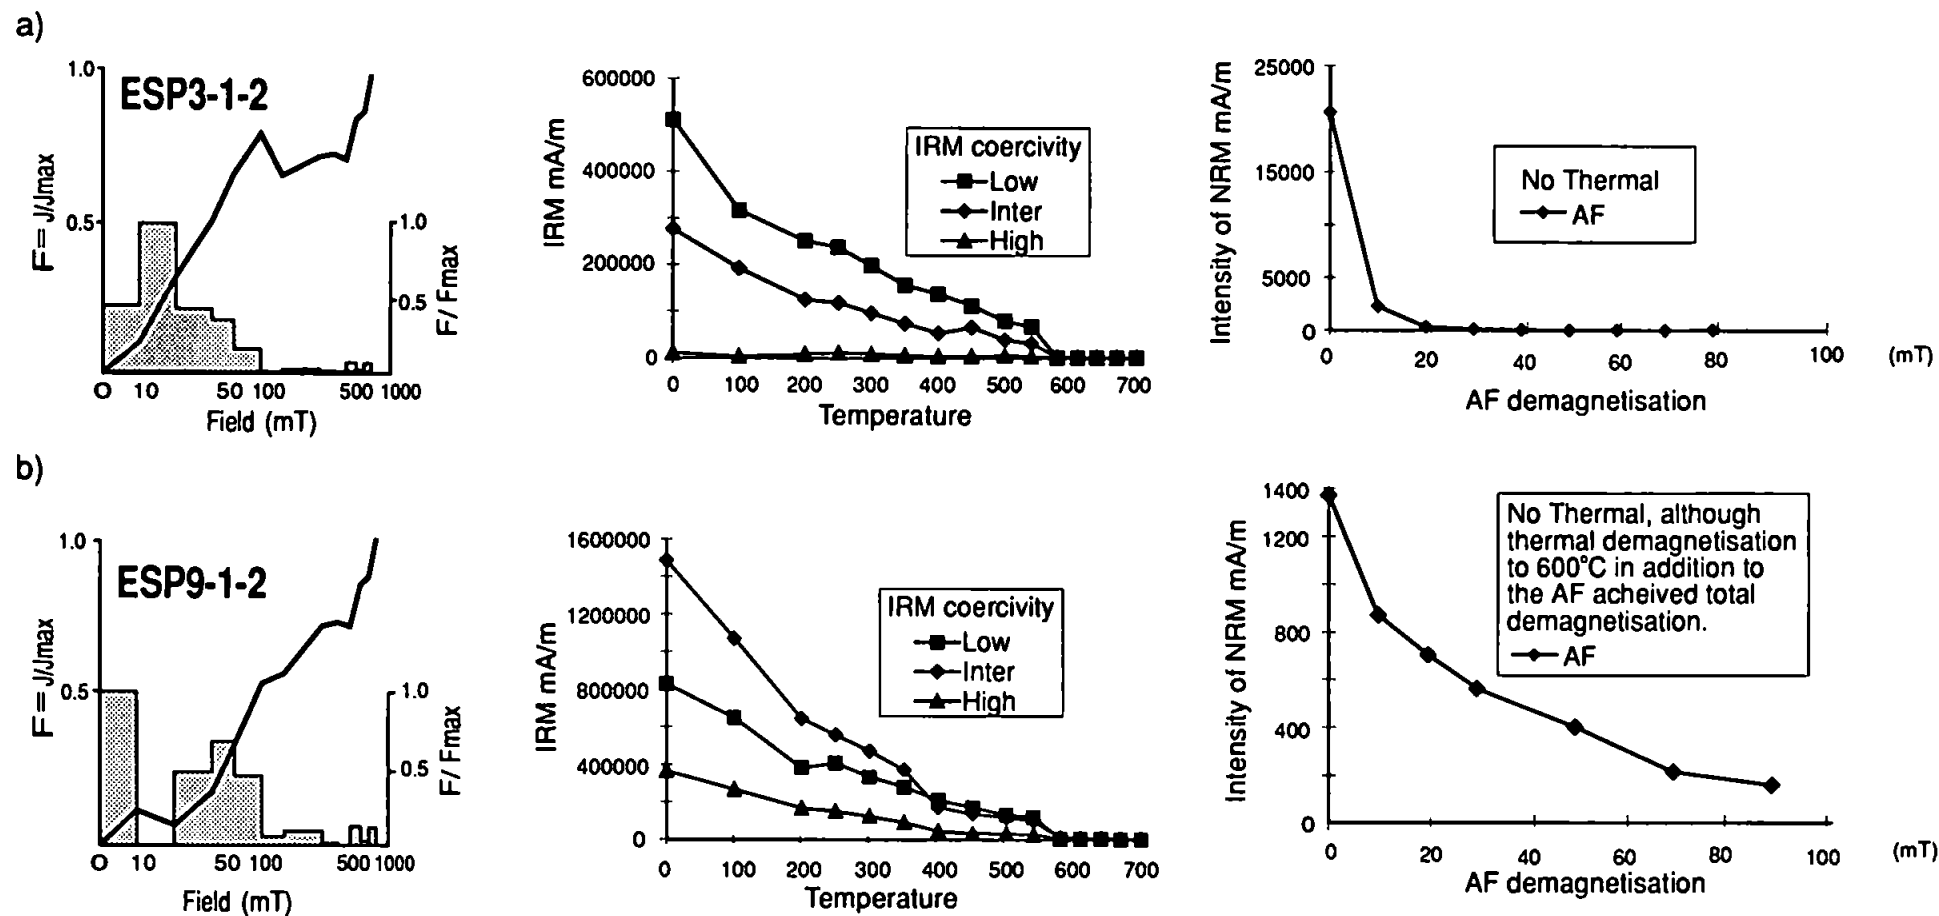 a)
ESP3-1-2
1.0
0.5
F = J/Jmax
1.0
0.5
F/ Fmax
0 10 50 100 500 1000
Field (mT)
600000
400000
200000
0
IRM mA/m
IRM coercivity
Low
Inter
High
0 100 200 300 400 500 600 700
Temperature
25000
15000
5000
0
Intensity of NRM mA/m
No Thermal
AF
0 20 40 60 80 100 (mT)
AF demagnetisation
b)
ESP9-1-2
1.0
0.5
F = J/Jmax
1.0
0.5
F/ Fmax
0 10 50 100 500 1000
Field (mT)
1600000
1200000
800000
400000
0
IRM mA/m
IRM coercivity
Low
Inter
High
0 100 200 300 400 500 600 700
Temperature
1400
1200
800
400
0
Intensity of NRM mA/m
No Thermal, although
thermal demagnetisation
to 600°C in addition to
the AF acheived total
demagnetisation.
AF
0 20 40 60 80 100 (mT)
AF demagnetisation